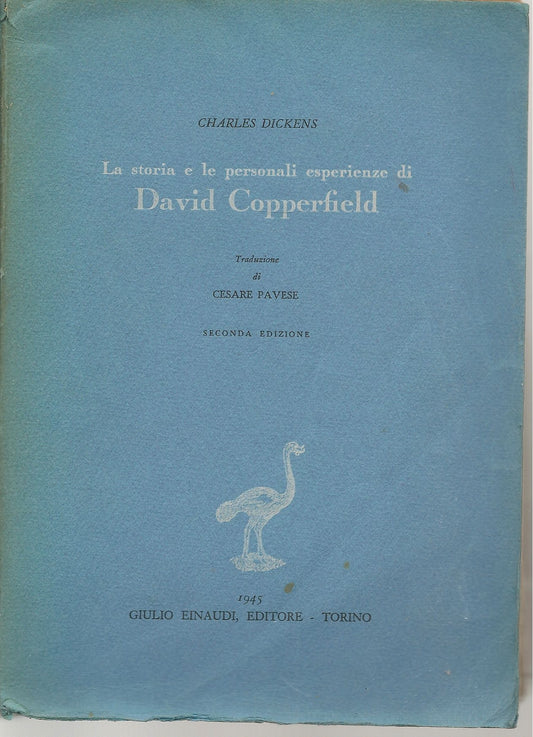 CHARLES DICKENS
La storia e le personali esperienze di
David Copperfield
Traduzione
di
CESARE PAVESE
SECONDA EDIZIONE
1945
GIULIO EINAUDI, EDITORE - TORINO